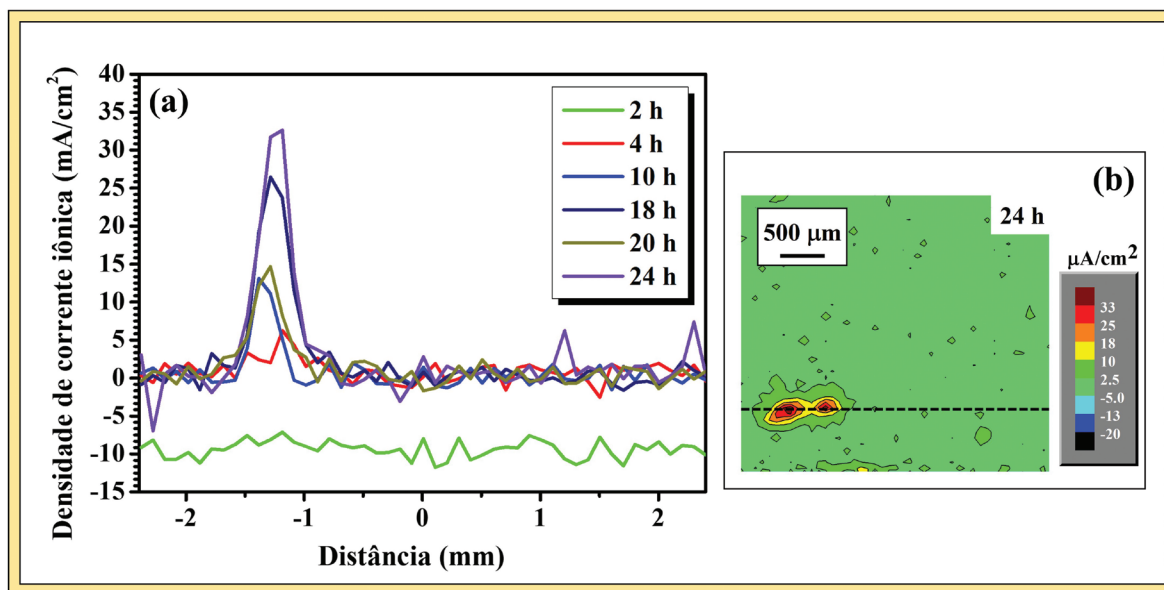 Densidade de corrente iônica (mA/cm²)
40
35
30
25
20
15
10
5
0
-5
-10
-15
(a)
2 h
4 h
10 h
18 h
20 h
24 h
-2
-1
0
1
2
Distância (mm)
(b)
24 h
500 µm
µA/cm²
33
25
18
10
2.5
-5.0
-13
-20